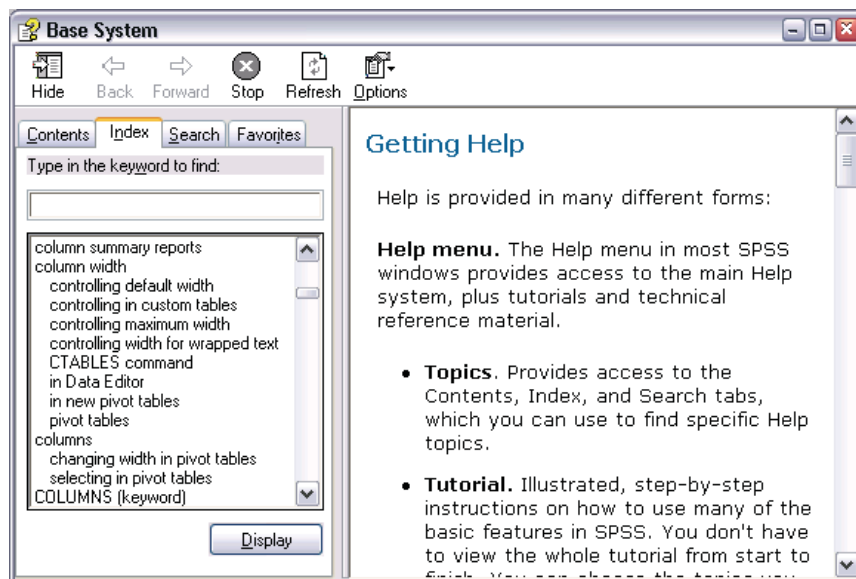 Base System
Hide Back Forward Stop Refresh Options
Contents Index Search Favorites
Type in the keyword to find:
column summary reports
column width
controlling default width
controlling in custom tables
controlling maximum width
controlling width for wrapped text
CTABLES command
in Data Editor
in new pivot tables
pivot tables
columns
changing width in pivot tables
selecting in pivot tables
COLUMNS (keyword)
Display
Getting Help
Help is provided in many different forms:
Help menu. The Help menu in most SPSS
windows provides access to the main Help
system, plus tutorials and technical
reference material.
• Topics. Provides access to the
Contents, Index, and Search tabs,
which you can use to find specific Help
topics.
• Tutorial. Illustrated, step-by-step
instructions on how to use many of the
basic features in SPSS. You don't have
to view the whole tutorial from start to
finish. You can choose the topics you